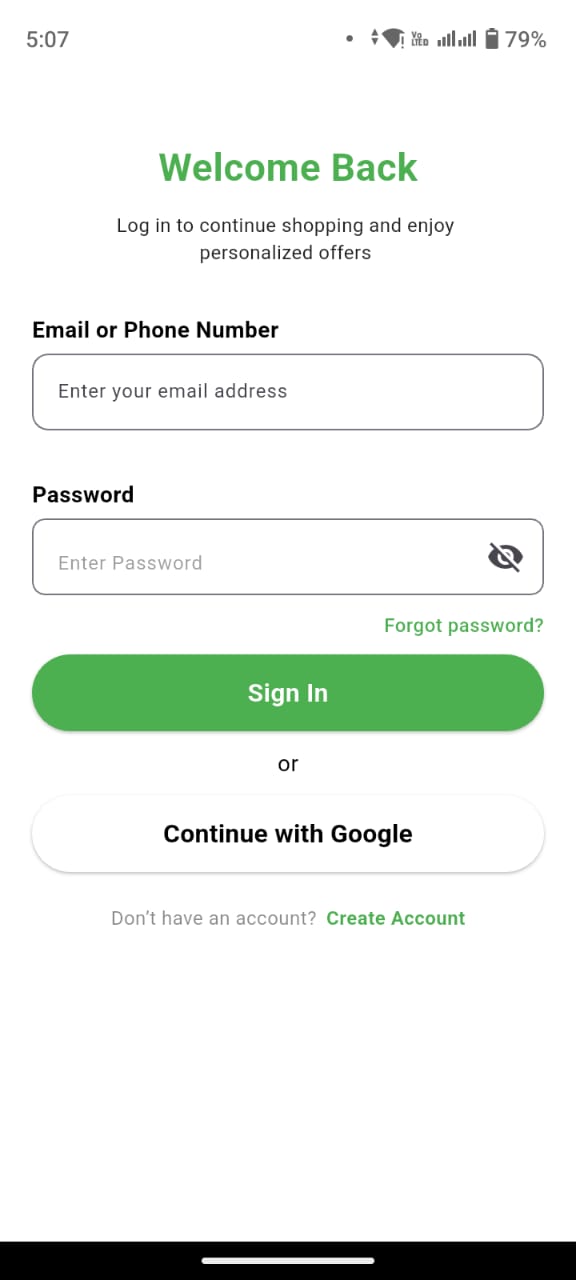 5:07
Vo LTED 79%
Welcome Back
Log in to continue shopping and enjoy
personalized offers
Email or Phone Number
Enter your email address
Password
Enter Password
Forgot password?
Sign In
or
Continue with Google
Don’t have an account? Create Account